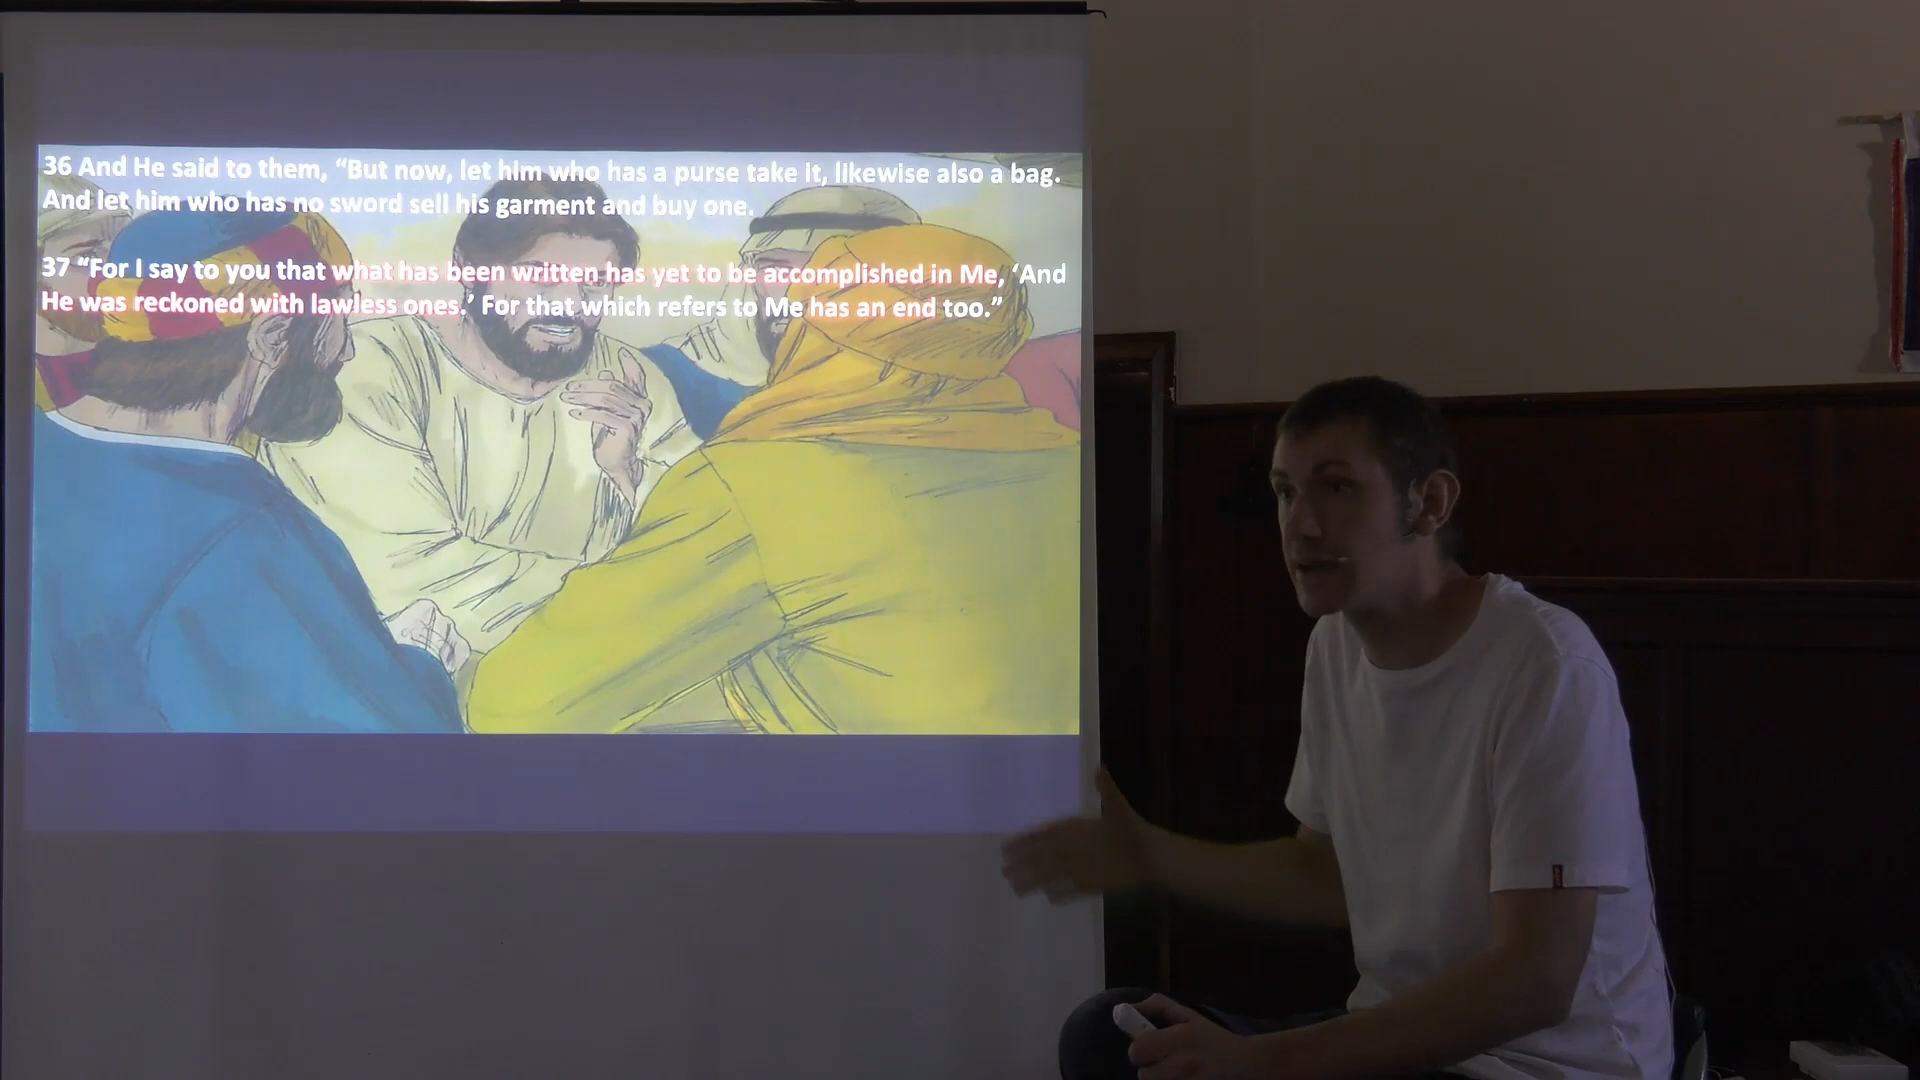 36 And He said to them, “But now, let him who has a purse take it, likewise also a bag.
And let him who has no sword sell his garment and buy one.
37 “For I say to you that what has been written has yet to be accomplished in Me, ‘And
He was reckoned with lawless ones.’ For that which refers to Me has an end too.”